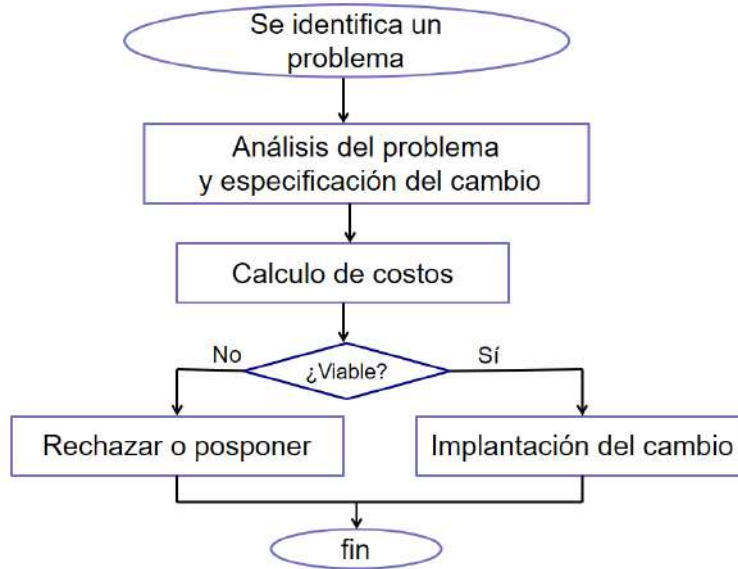 Se identifica un
problema
Análisis del problema
y especificación del cambio
Calculo de costos
No
¿Viable?
Sí
Rechazar o posponer
Implantación del cambio
fin